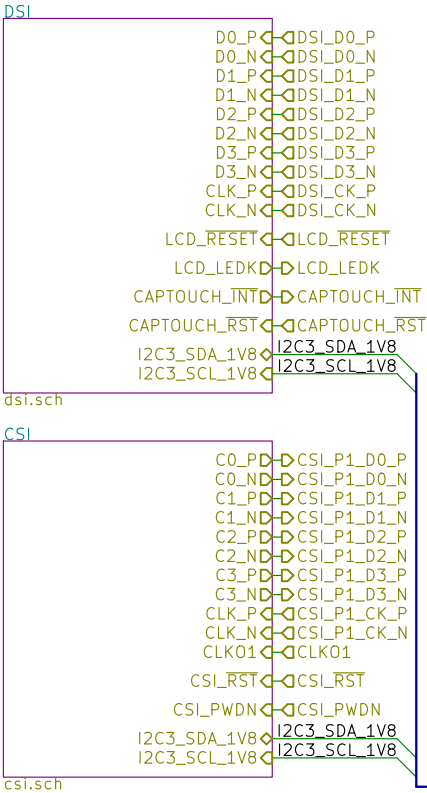 DSI
D0_P DSI_D0_P
D0_N DSI_D0_N
D1_P DSI_D1_P
D1_N DSI_D1_N
D2_P DSI_D2_P
D2_N DSI_D2_N
D3_P DSI_D3_P
D3_N DSI_D3_N
CLK_P DSI_CK_P
CLK_N DSI_CK_N
LCD_RESET LCD_RESET
LCD_LEDK LCD_LEDK
CAPTOUCH_INT CAPTOUCH_INT
CAPTOUCH_RST CAPTOUCH_RST
I2C3_SDA_1V8 I2C3_SDA_1V8
I2C3_SCL_1V8 I2C3_SCL_1V8
dsi.sch
CSI
C0_P CSI_P1_D0_P
C0_N CSI_P1_D0_N
C1_P CSI_P1_D1_P
C1_N CSI_P1_D1_N
C2_P CSI_P1_D2_P
C2_N CSI_P1_D2_N
C3_P CSI_P1_D3_P
C3_N CSI_P1_D3_N
CLK_P CSI_P1_CK_P
CLK_N CSI_P1_CK_N
CLKO1 CLKO1
CSI_RST CSI_RST
CSI_PWDN CSI_PWDN
I2C3_SDA_1V8 I2C3_SDA_1V8
I2C3_SCL_1V8 I2C3_SCL_1V8
csi.sch